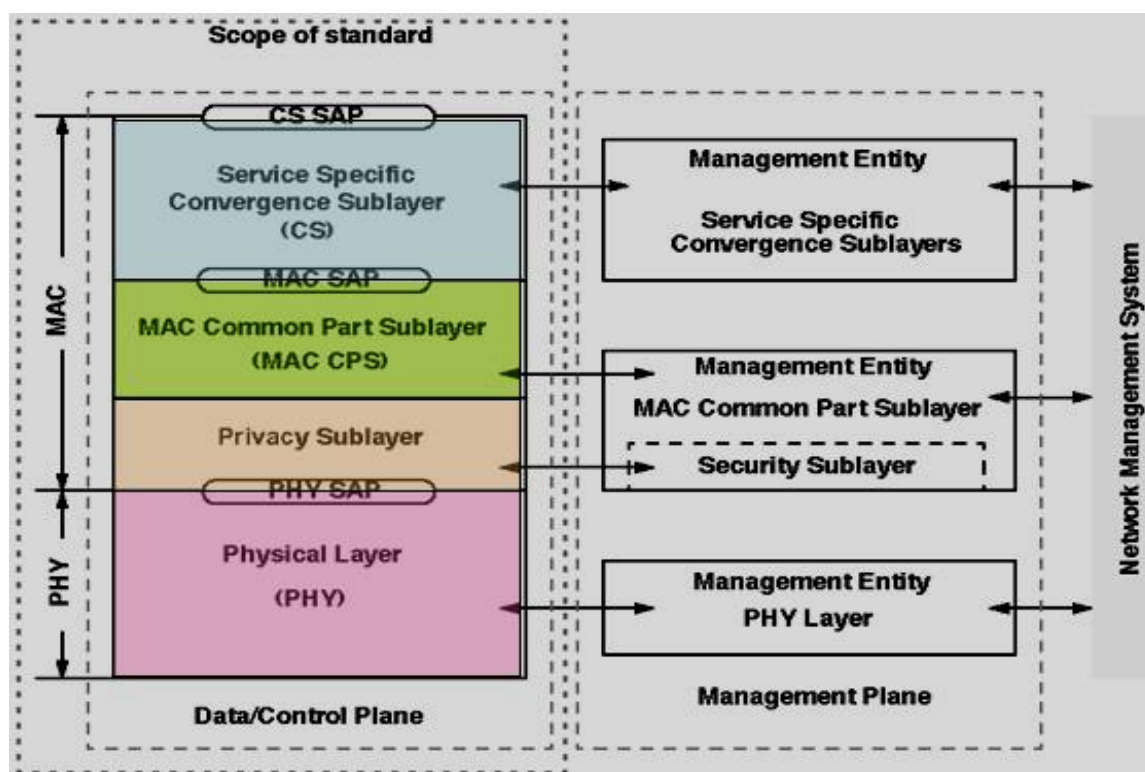 Scope of standard
CS SAP
Service Specific
Convergence Sublayer
(CS)
MAC SAP
MAC Common Part Sublayer
(MAC CPS)
Privacy Sublayer
PHY SAP
Physical Layer
(PHY)
Data/Control Plane
MAC
PHY
Management Entity
Service Specific
Convergence Sublayers
Management Entity
MAC Common Part Sublayer
Security Sublayer
Management Entity
PHY Layer
Management Plane
Network Management System